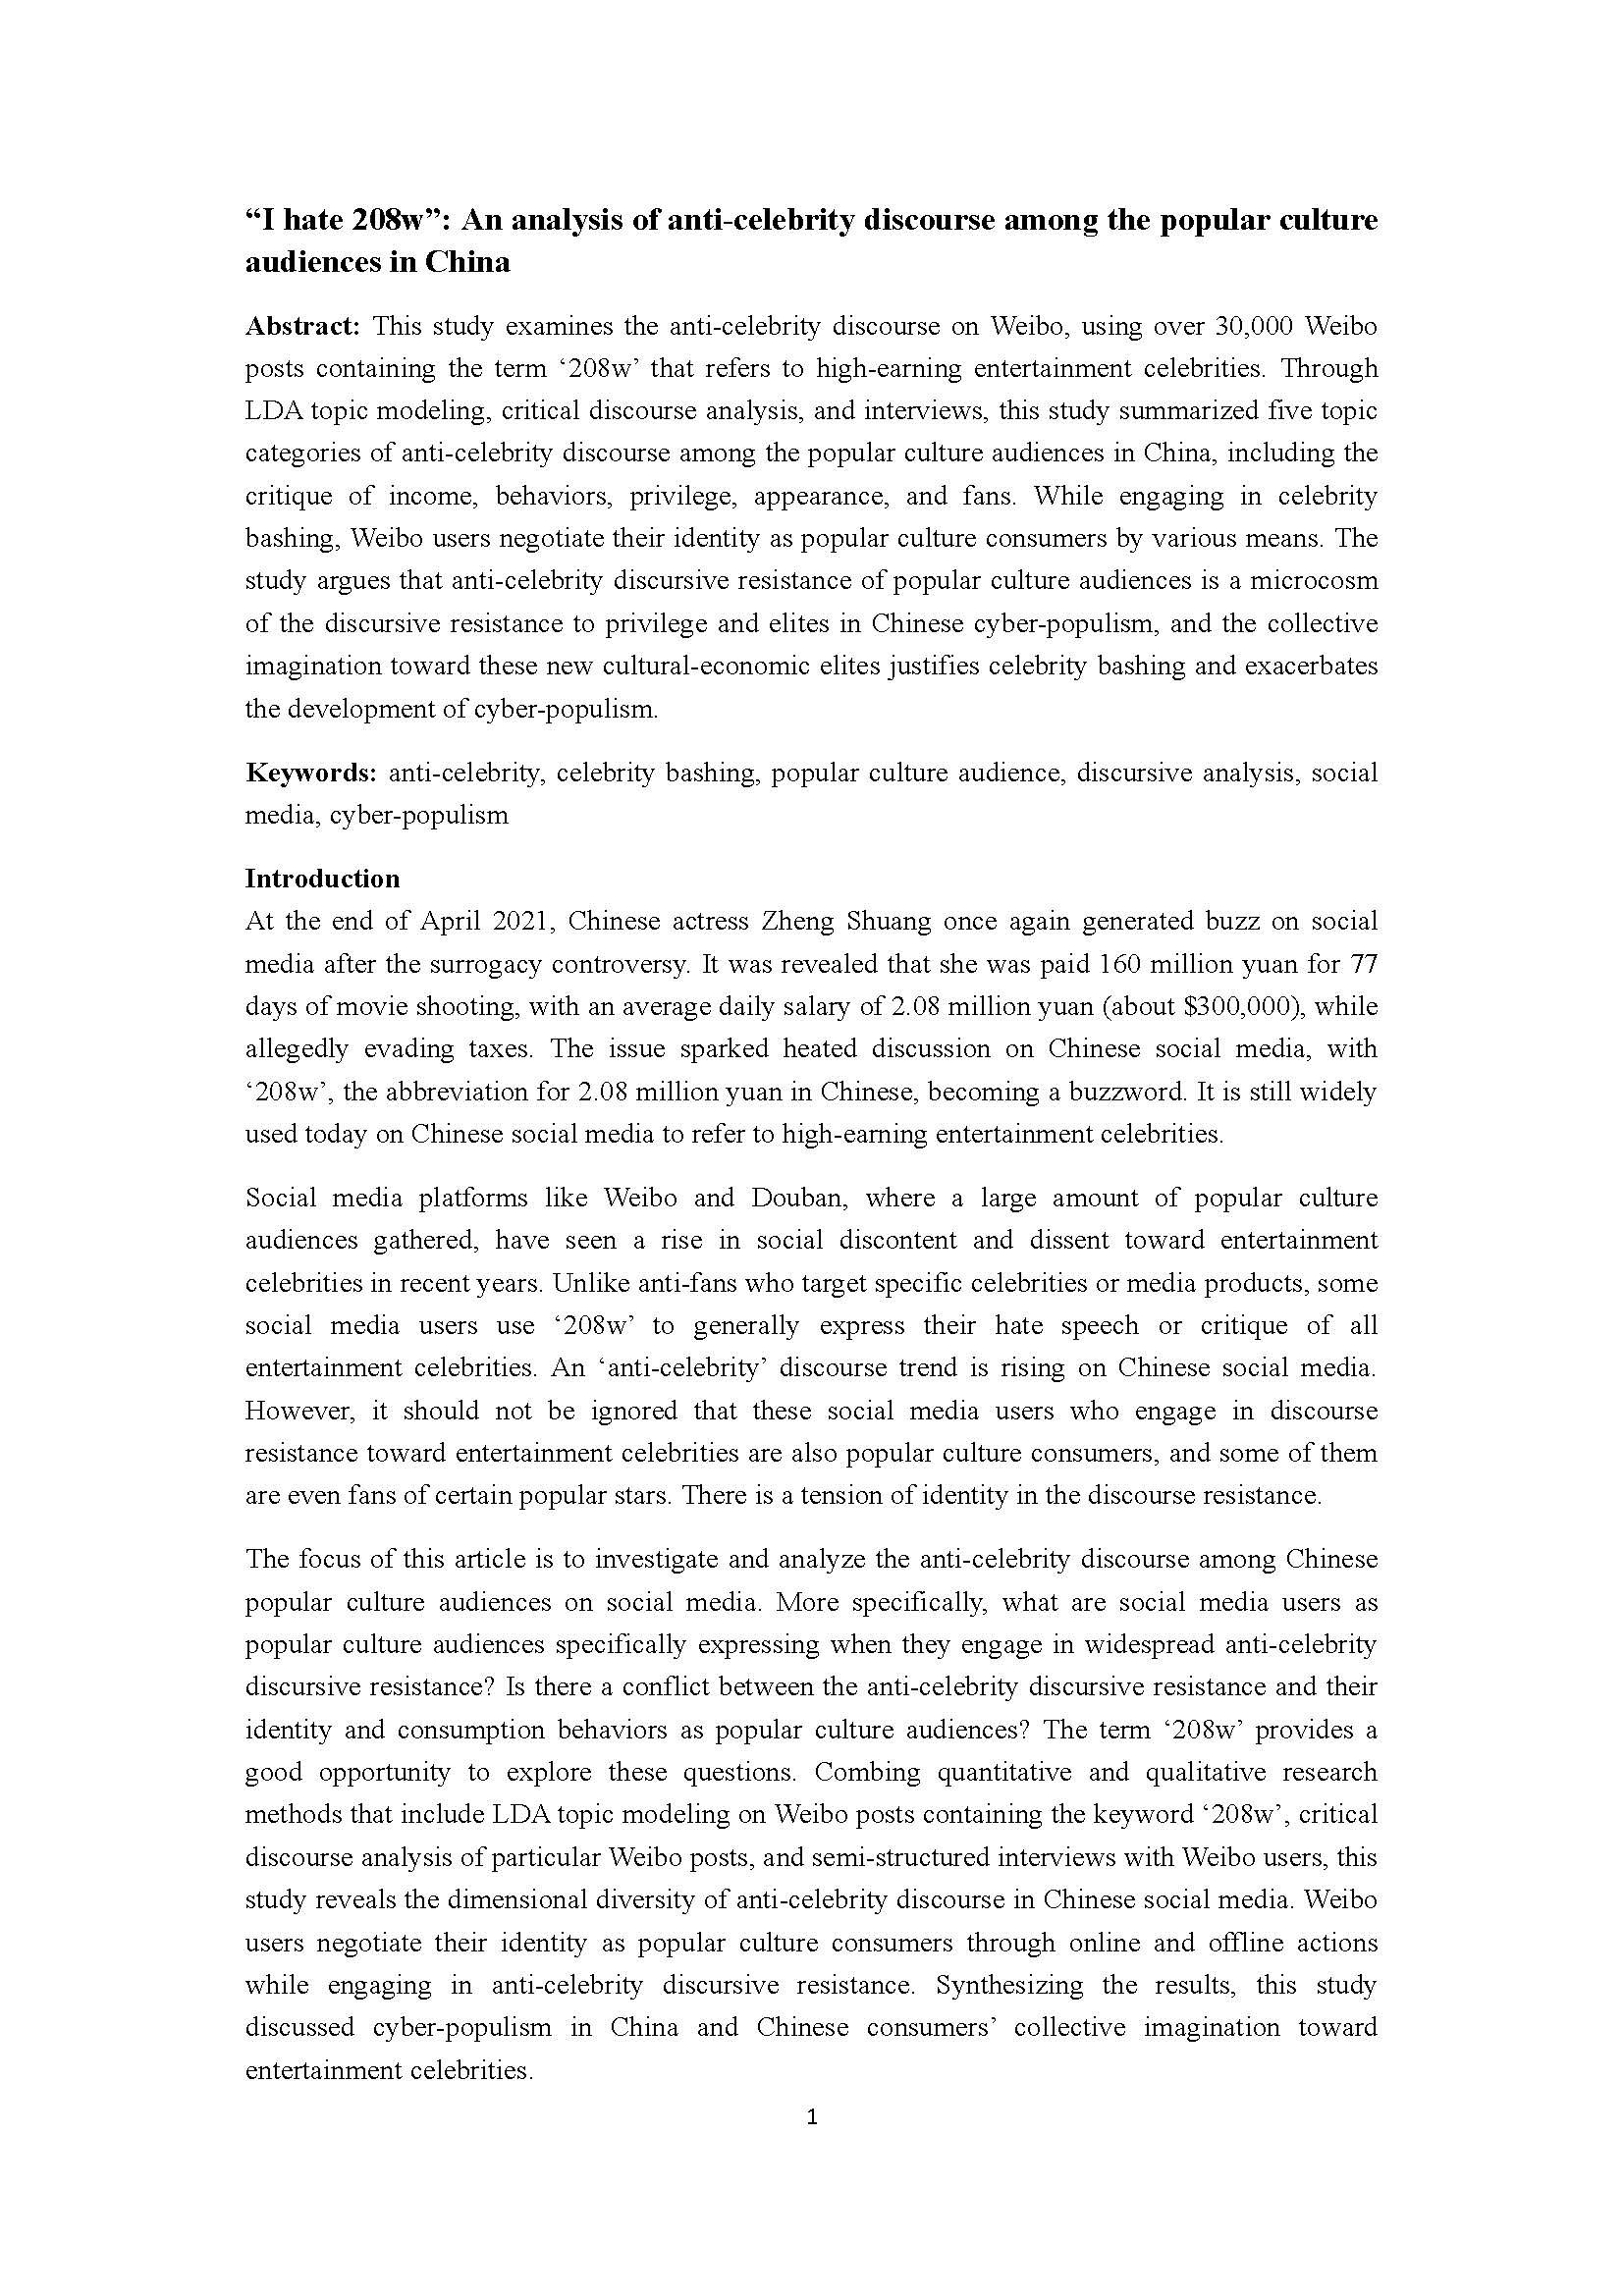 “I hate 208w”: An analysis of anti-celebrity discourse among the popular culture
audiences in China
Abstract: This study examines the anti-celebrity discourse on Weibo, using over 30,000 Weibo
posts containing the term ‘208w’ that refers to high-earning entertainment celebrities. Through
LDA topic modeling, critical discourse analysis, and interviews, this study summarized five topic
categories of anti-celebrity discourse among the popular culture audiences in China, including the
critique of income, behaviors, privilege, appearance, and fans. While engaging in celebrity
bashing, Weibo users negotiate their identity as popular culture consumers by various means. The
study argues that anti-celebrity discursive resistance of popular culture audiences is a microcosm
of the discursive resistance to privilege and elites in Chinese cyber-populism, and the collective
imagination toward these new cultural-economic elites justifies celebrity bashing and exacerbates
the development of cyber-populism.
Keywords: anti-celebrity, celebrity bashing, popular culture audience, discursive analysis, social
media, cyber-populism
Introduction
At the end of April 2021, Chinese actress Zheng Shuang once again generated buzz on social
media after the surrogacy controversy. It was revealed that she was paid 160 million yuan for 77
days of movie shooting, with an average daily salary of 2.08 million yuan (about $300,000), while
allegedly evading taxes. The issue sparked heated discussion on Chinese social media, with
‘208w’, the abbreviation for 2.08 million yuan in Chinese, becoming a buzzword. It is still widely
used today on Chinese social media to refer to high-earning entertainment celebrities.
Social media platforms like Weibo and Douban, where a large amount of popular culture
audiences gathered, have seen a rise in social discontent and dissent toward entertainment
celebrities in recent years. Unlike anti-fans who target specific celebrities or media products, some
social media users use ‘208w’ to generally express their hate speech or critique of all
entertainment celebrities. An ‘anti-celebrity’ discourse trend is rising on Chinese social media.
However, it should not be ignored that these social media users who engage in discourse
resistance toward entertainment celebrities are also popular culture consumers, and some of them
are even fans of certain popular stars. There is a tension of identity in the discourse resistance.
The focus of this article is to investigate and analyze the anti-celebrity discourse among Chinese
popular culture audiences on social media. More specifically, what are social media users as
popular culture audiences specifically expressing when they engage in widespread anti-celebrity
discursive resistance? Is there a conflict between the anti-celebrity discursive resistance and their
identity and consumption behaviors as popular culture audiences? The term ‘208w’ provides a
good opportunity to explore these questions. Combing quantitative and qualitative research
methods that include LDA topic modeling on Weibo posts containing the keyword ‘208w’, critical
discourse analysis of particular Weibo posts, and semi-structured interviews with Weibo users, this
study reveals the dimensional diversity of anti-celebrity discourse in Chinese social media. Weibo
users negotiate their identity as popular culture consumers through online and offline actions
while engaging in anti-celebrity discursive resistance. Synthesizing the results, this study
discussed cyber-populism in China and Chinese consumers’ collective imagination toward
entertainment celebrities.
1